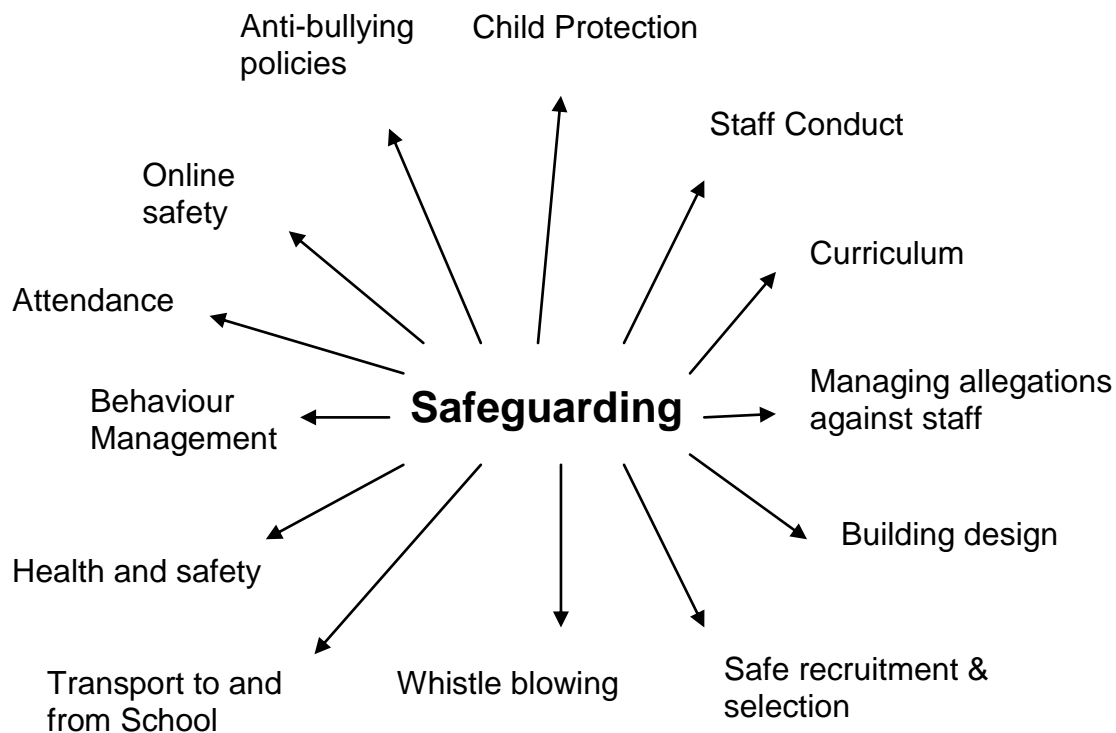 Anti-bullying
policies
Child Protection
Staff Conduct
Online
safety
Curriculum
Attendance
Managing allegations
against staff
Behaviour
Management
Safeguarding
Building design
Health and safety
Transport to and
from School
Whistle blowing
Safe recruitment &
selection